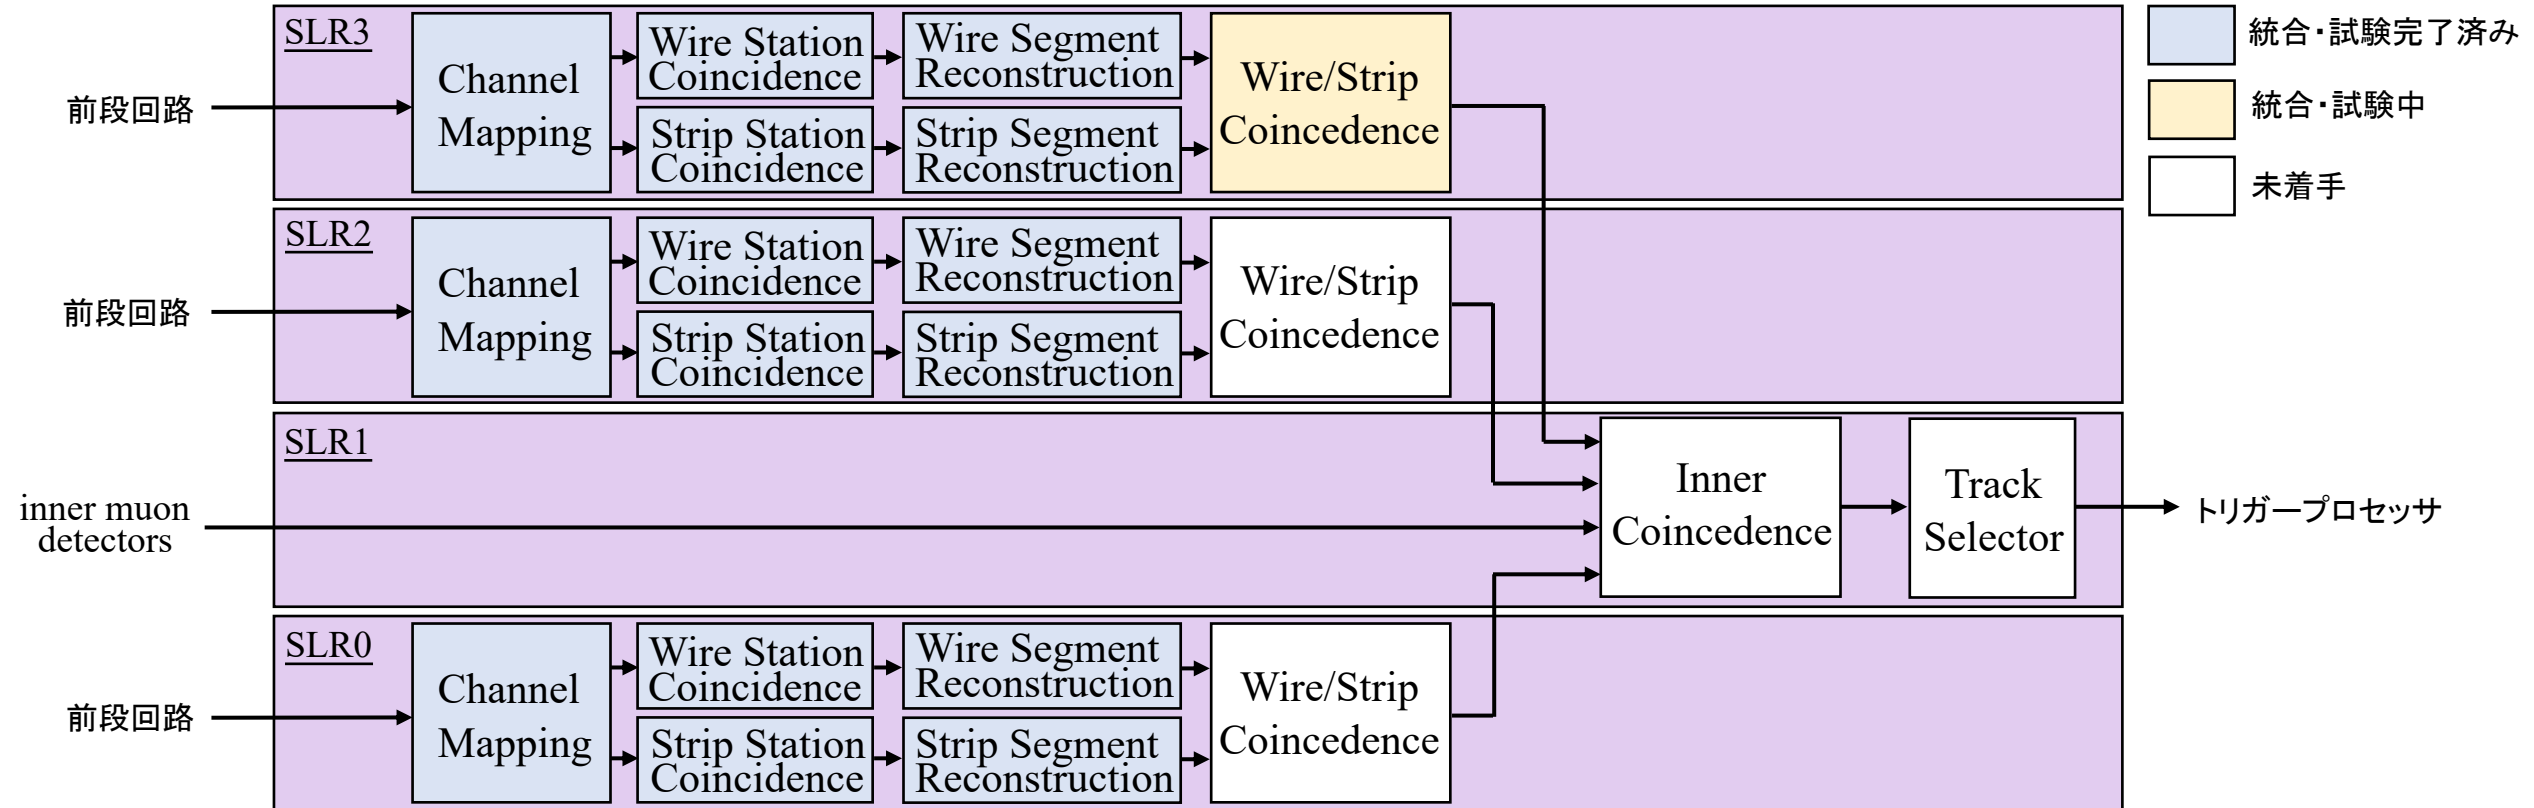 SLR3
前段回路
Channel
Mapping
Wire Station
Coincidence
Strip Station
Coincidence
Wire Segment
Reconstruction
Strip Segment
Reconstruction
Wire/Strip
Coincedence
統合・試験完了済み
統合・試験中
未着手
SLR2
前段回路
Channel
Mapping
Wire Station
Coincidence
Strip Station
Coincidence
Wire Segment
Reconstruction
Strip Segment
Reconstruction
Wire/Strip
Coincedence
SLR1
inner muon
detectors
Inner
Coincedence
Track
Selector
トリガープロセッサ
SLR0
前段回路
Channel
Mapping
Wire Station
Coincidence
Strip Station
Coincidence
Wire Segment
Reconstruction
Strip Segment
Reconstruction
Wire/Strip
Coincedence